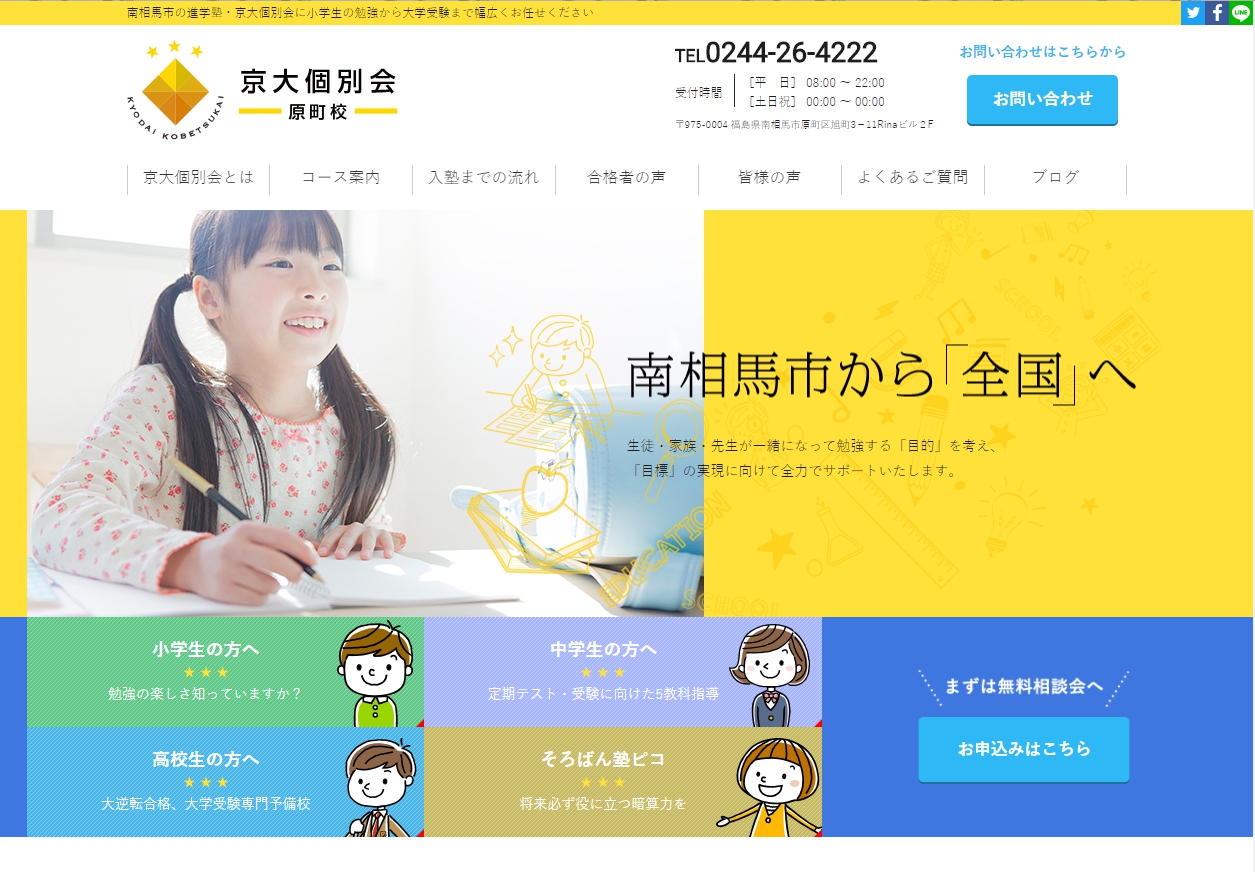 南相馬市の進学塾・京大個別会に小学生の勉強から大学受験まで幅広くお任せください
LINE
KYODAI KOBETSUKAI
京大個別会
原町校
TEL0244-26-4222
受付時間
［平　日］ 08:00 〜 22:00
［土日祝］ 00:00 〜 00:00
〒975-0004 福島県南相馬市原町区旭町3－11Rinaビル２F
お問い合わせはこちらから
お問い合わせ
京大個別会とは
コース案内
入塾までの流れ
合格者の声
皆様の声
よくあるご質問
ブログ
SCHOOL
南相馬市から「全国」へ
生徒・家族・先生が一緒になって勉強する「目的」を考え、
「目標」の実現に向けて全力でサポートいたします。
EDUCATION
SCHOOL
小学生の方へ
勉強の楽しさ知っていますか？
中学生の方へ
定期テスト・受験に向けた5教科指導
高校生の方へ
大逆転合格、大学受験専門予備校
そろばん塾ピコ
将来必ず役に立つ暗算力を
まずは無料相談会へ
お申込みはこちら